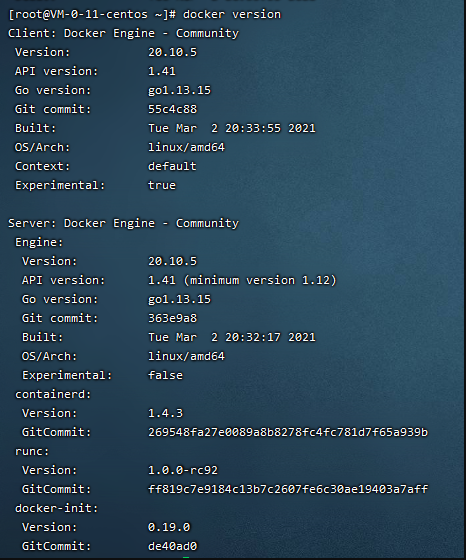 [root@VM-0-11-centos ~]# docker version
Client: Docker Engine - Community
 Version:           20.10.5
 API version:       1.41
 Go version:        go1.13.15
 Git commit:        55c4c88
 Built:             Tue Mar  2 20:33:55 2021
 OS/Arch:           linux/amd64
 Context:           default
 Experimental:      true

Server: Docker Engine - Community
 Engine:
  Version:          20.10.5
  API version:      1.41 (minimum version 1.12)
  Go version:       go1.13.15
  Git commit:       363e9a8
  Built:            Tue Mar  2 20:32:17 2021
  OS/Arch:          linux/amd64
  Experimental:     false
 containerd:
  Version:          1.4.3
  GitCommit:        269548fa27e0089a8b8278fc4fc781d7f65a939b
 runc:
  Version:          1.0.0-rc92
  GitCommit:        ff819c7e9184c13b7c2607fe6c30ae19403a7aff
 docker-init:
  Version:          0.19.0
  GitCommit:        de40ad0